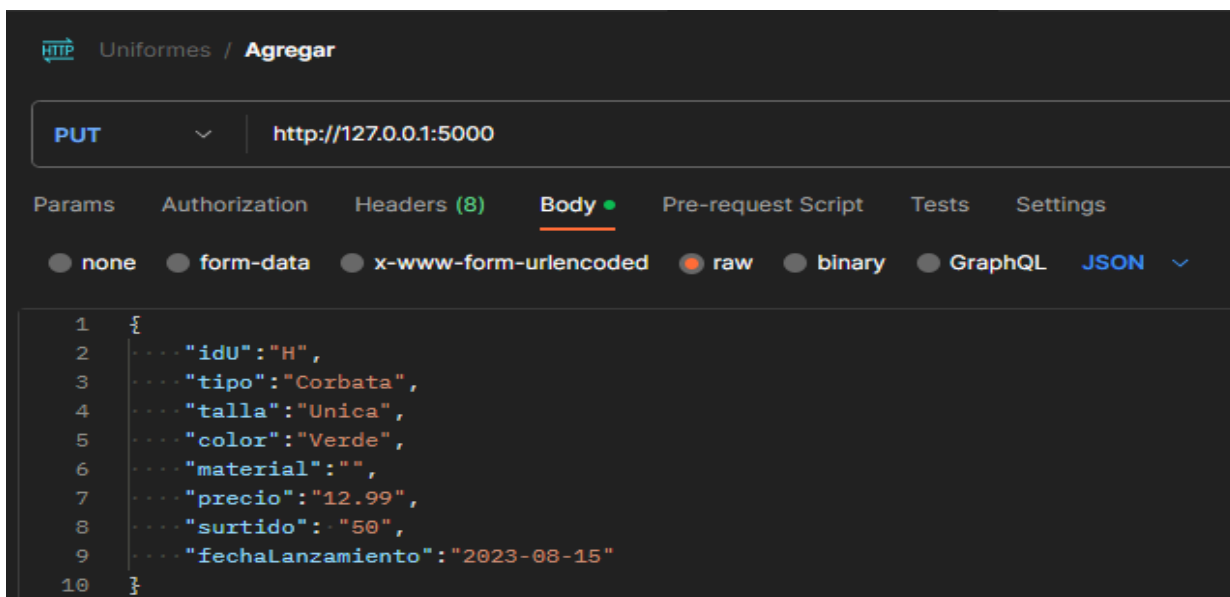 HTTP Uniformes / Agregar
PUT http://127.0.0.1:5000
Params Authorization Headers (8) Body Pre-request Script Tests Settings
none form-data x-www-form-urlencoded raw binary GraphQL JSON
1 {
2 "idU":"H",
3 "tipo":"Corbata",
4 "talla":"Unica",
5 "color":"Verde",
6 "material":"",
7 "precio":"12.99",
8 "surtido": "50",
9 "fechaLanzamiento":"2023-08-15"
10 }